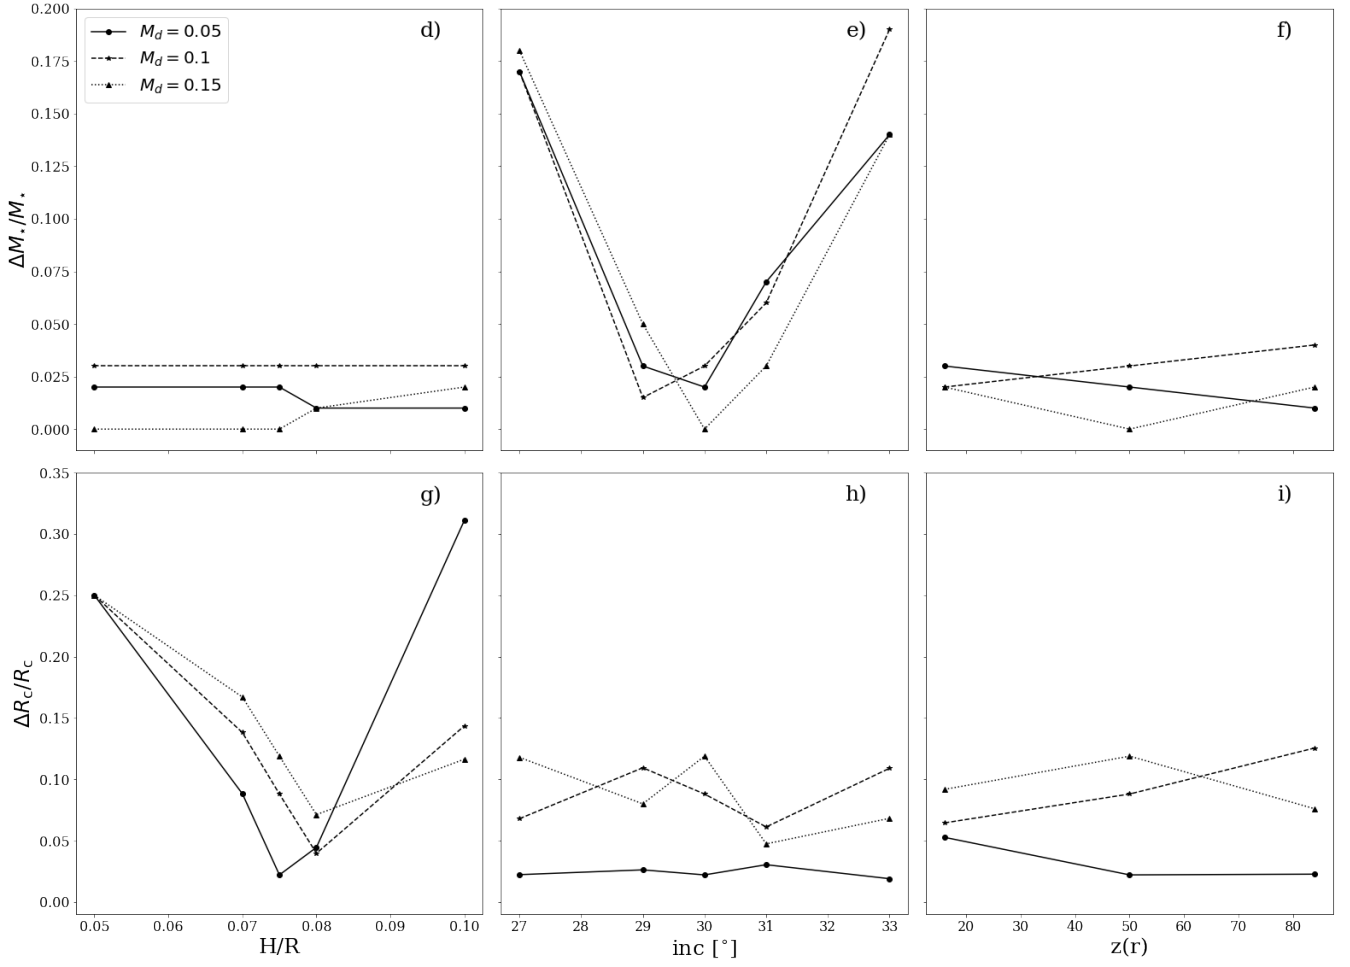 0.200
0.175
0.150
0.125
0.100
0.075
0.050
0.025
0.000
ΔM⋆/M⋆
M_d = 0.05
M_d = 0.1
M_d = 0.15
d)
e)
f)
0.35
0.30
0.25
0.20
0.15
0.10
0.05
0.00
ΔR_c/R_c
g)
h)
i)
0.05 0.06 0.07 0.08 0.09 0.10
H/R
27 28 29 30 31 32 33
inc [°]
20 30 40 50 60 70 80
z(r)